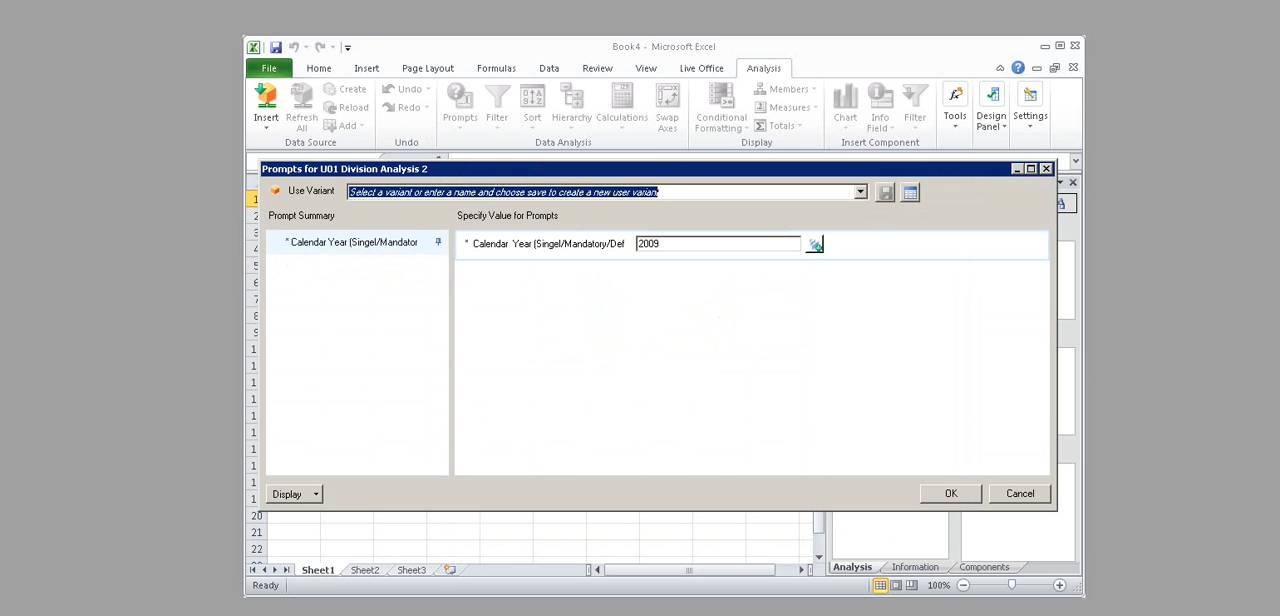 Book4 - Microsoft Excel
File Home Insert Page Layout Formulas Data Review View Live Office Analysis
Insert
Refresh All
Create
Reload
Add
Data Source
Undo
Redo
Undo
Prompts
Filter
Sort
Hierarchy
Calculations
Swap Axes
Data Analysis
Conditional Formatting
Members
Measures
Totals
Display
Chart
Info Field
Filter
Insert Component
Tools
Design Panel
Settings
Prompts for U01 Division Analysis 2
Use Variant
Select a variant or enter a name and choose save to create a new user variant
Prompt Summary
Specify Value for Prompts
* Calendar Year (Singel/Mandator
* Calendar Year (Singel/Mandatory/Def
2009
Display
OK
Cancel
20
21
22
Sheet1 Sheet2 Sheet3
Analysis Information Components
Ready
100%